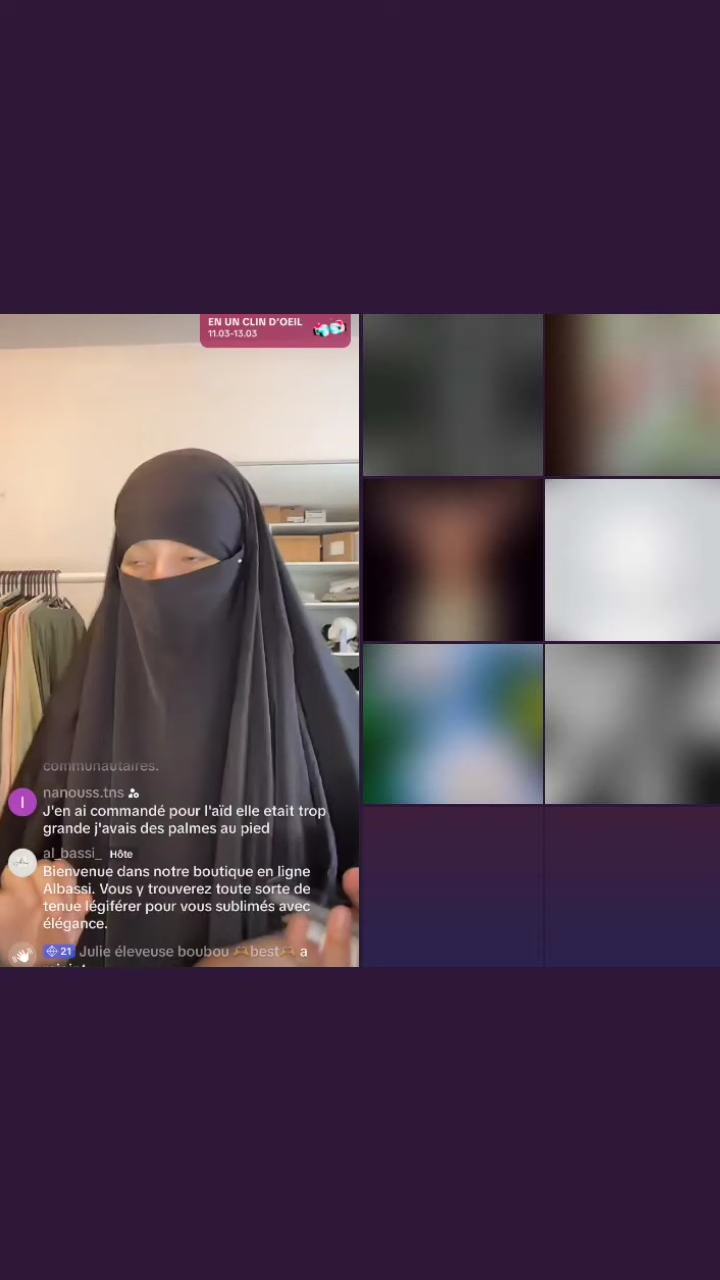 EN UN CLIN D'OEIL
11.03-13.03
communautaires.
I
nanouss.tns
J'en ai commandé pour l'aïd elle etait trop
grande j'avais des palmes au pied
al_bassi_ Hôte
Bienvenue dans notre boutique en ligne
Albassi. Vous y trouverez toute sorte de
tenue légiférer pour vous sublimés avec
élégance.
21 Julie éleveuse boubou 🫶🏽best🫶🏽 a